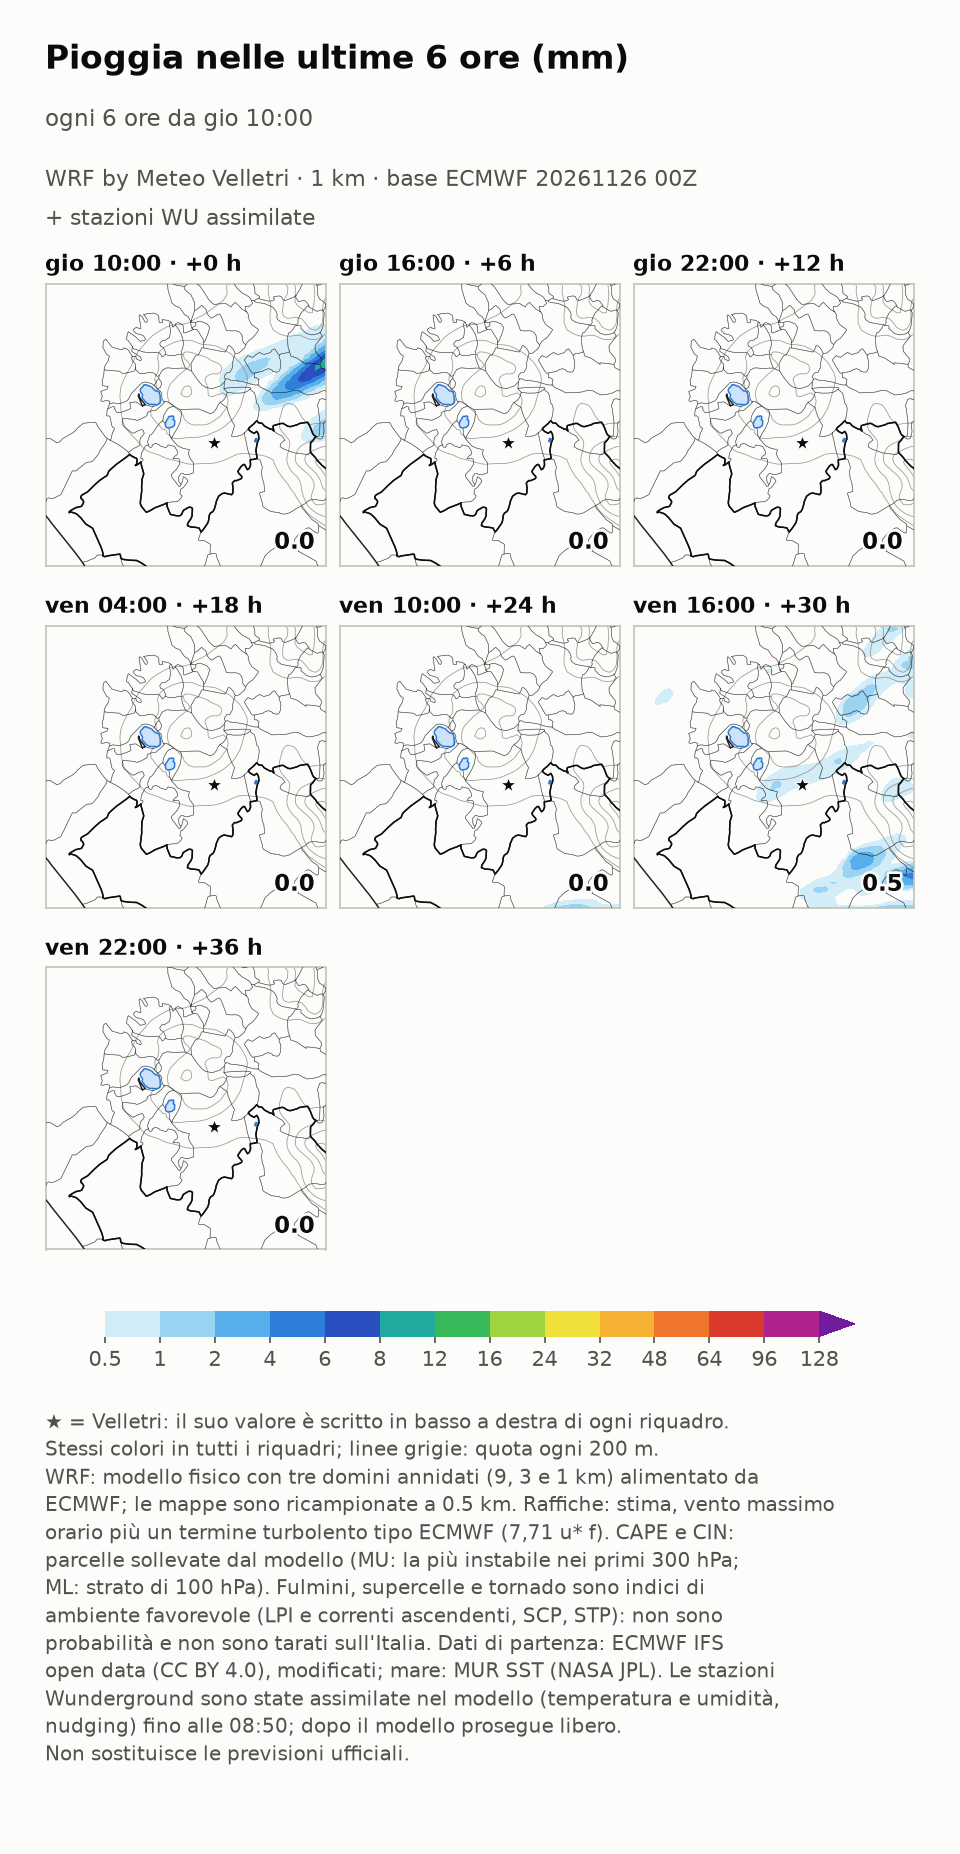 Pioggia nelle ultime 6 ore (mm)
ogni 6 ore da gio 10:00
WRF by Meteo Velletri · 1 km · base ECMWF 20261126 00Z
+ stazioni WU assimilate
gio 10:00 · +0 h
gio 16:00 · +6 h
gio 22:00 · +12 h
0.0
0.0
0.0
ven 04:00 · +18 h
ven 10:00 · +24 h
ven 16:00 · +30 h
0.0
0.0
0.5
ven 22:00 · +36 h
0.0
0.5 1 2 4 6 8 12 16 24 32 48 64 96 128
★ = Velletri: il suo valore è scritto in basso a destra di ogni riquadro.
Stessi colori in tutti i riquadri; linee grigie: quota ogni 200 m.
WRF: modello fisico con tre domini annidati (9, 3 e 1 km) alimentato da
ECMWF; le mappe sono ricampionate a 0.5 km. Raffiche: stima, vento massimo
orario più un termine turbolento tipo ECMWF (7,71 u* f). CAPE e CIN:
parcelle sollevate dal modello (MU: la più instabile nei primi 300 hPa;
ML: strato di 100 hPa). Fulmini, supercelle e tornado sono indici di
ambiente favorevole (LPI e correnti ascendenti, SCP, STP): non sono
probabilità e non sono tarati sull'Italia. Dati di partenza: ECMWF IFS
open data (CC BY 4.0), modificati; mare: MUR SST (NASA JPL). Le stazioni
Wunderground sono state assimilate nel modello (temperatura e umidità,
nudging) fino alle 08:50; dopo il modello prosegue libero.
Non sostituisce le previsioni ufficiali.